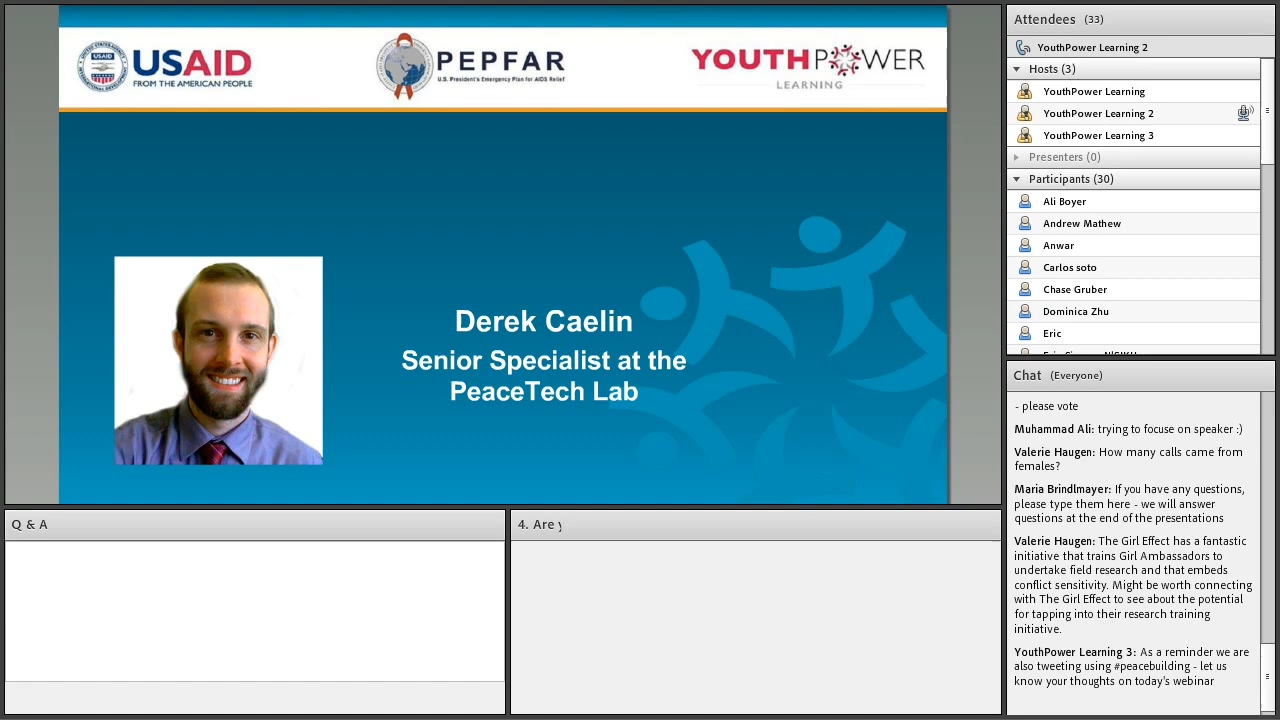 USAID
FROM THE AMERICAN PEOPLE
PEPFAR
U.S. President's Emergency Plan for AIDS Relief
YOUTHPOWER
LEARNING
Derek Caelin
Senior Specialist at the
PeaceTech Lab
Q & A
4. Are y
Attendees (33)
YouthPower Learning 2
Hosts (3)
YouthPower Learning
YouthPower Learning 2
YouthPower Learning 3
Presenters (0)
Participants (30)
Ali Boyer
Andrew Mathew
Anwar
Carlos soto
Chase Gruber
Dominica Zhu
Eric
Chat (Everyone)
- please vote
Muhammad Ali: trying to focus on speaker :)
Valerie Haugen: How many calls came from
females?
Maria Brindlmayer: If you have any questions,
please type them here - we will answer
questions at the end of the presentations
Valerie Haugen: The Girl Effect has a fantastic
initiative that trains Girl Ambassadors to
undertake field research and that embeds
conflict sensitivity. Might be worth connecting
with The Girl Effect to see about the potential
for tapping into their research training
initiative.
YouthPower Learning 3: As a reminder we are
also tweeting using #peacebuilding - let us
know your thoughts on today's webinar